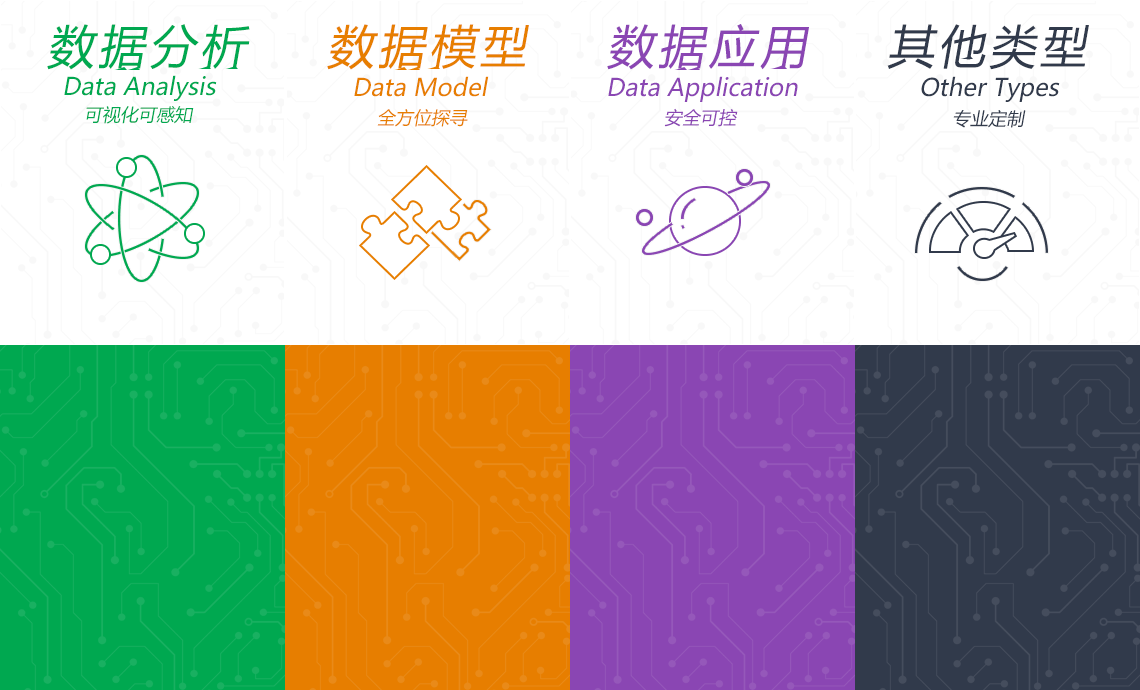 数据分析
Data Analysis
可视化可感知
数据模型
Data Model
全方位探寻
数据应用
Data Application
安全可控
其他类型
Other Types
专业定制